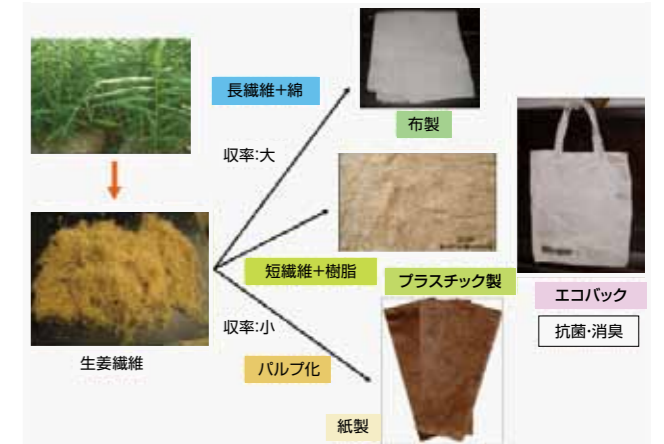 長繊維+綿
布製
収率:大
短繊維+樹脂
プラスチック製
エコバック
抗菌・消臭
収率:小
生姜繊維
パルプ化
紙製